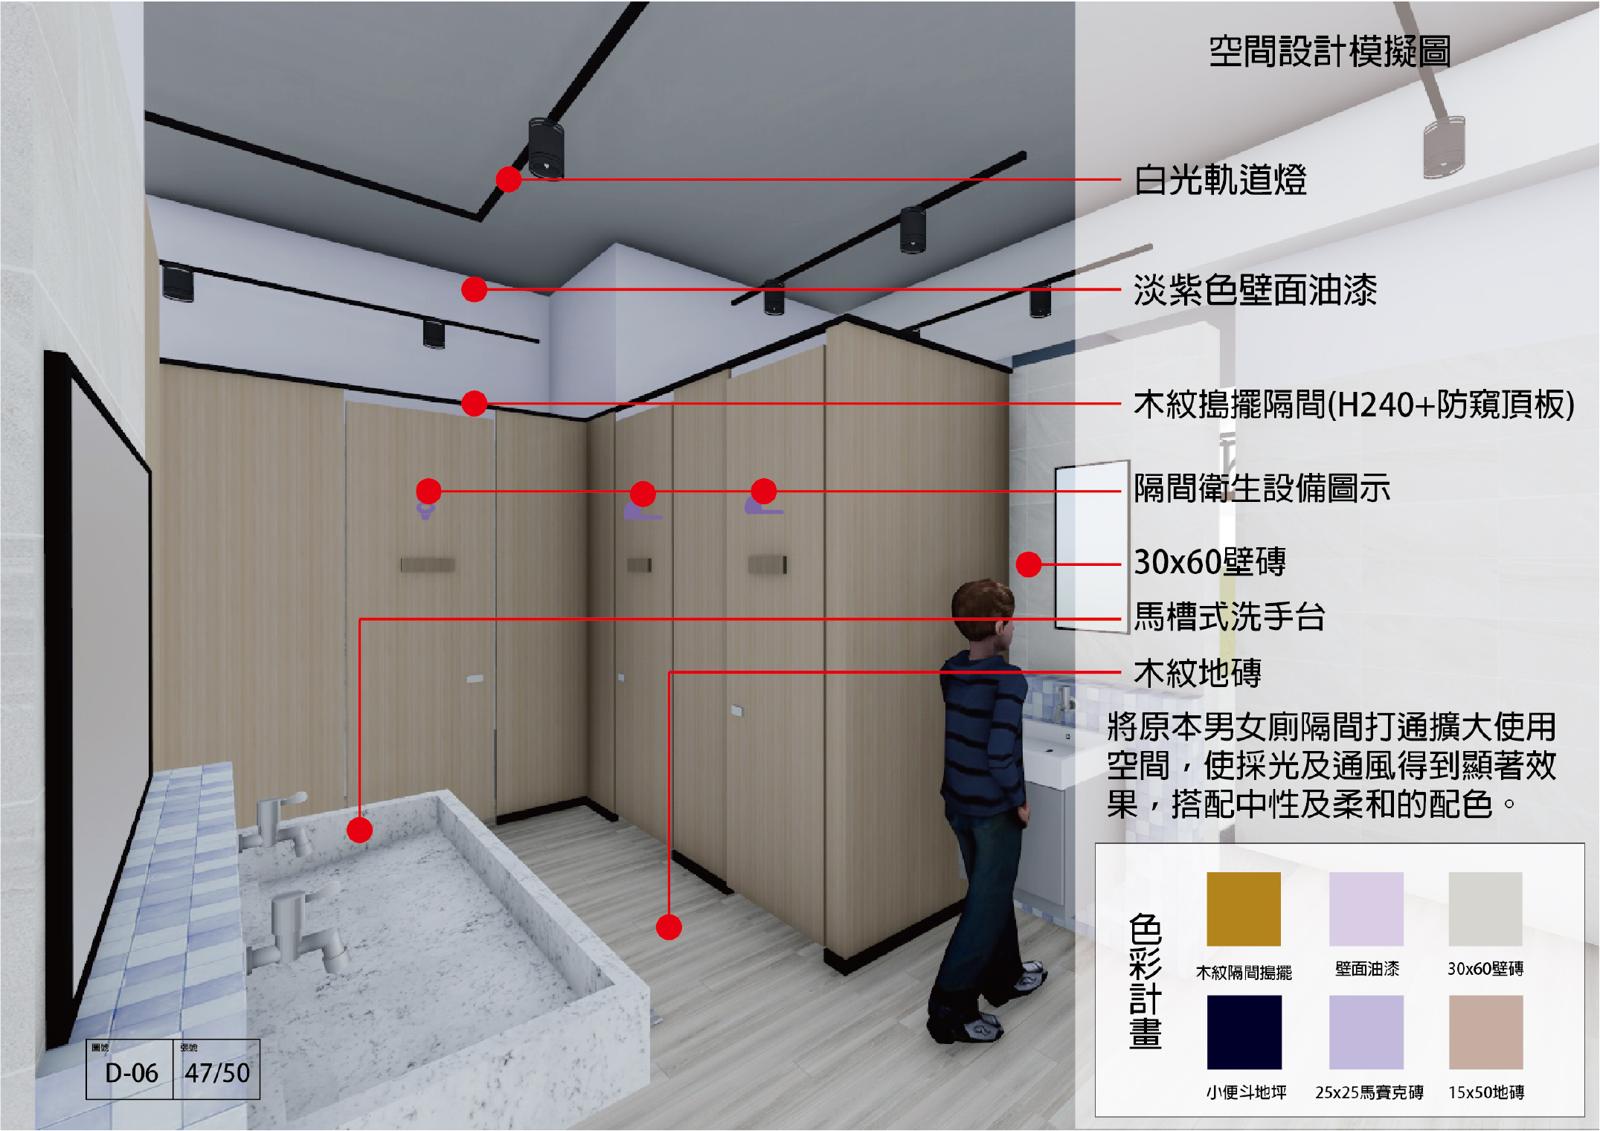 空間設計模擬圖
白光軌道燈
淡紫色壁面油漆
木紋搗擺隔間(H240+防窺頂板)
隔間衛生設備圖示
30x60壁磚
馬槽式洗手台
木紋地磚
將原本男女廁隔間打通擴大使用
空間，使採光及通風得到顯著效
果，搭配中性及柔和的配色。
色彩計畫
木紋隔間搗擺
壁面油漆
30x60壁磚
小便斗地坪
25x25馬賽克磚
15x50地磚
圖號
張號
D-06
47/50